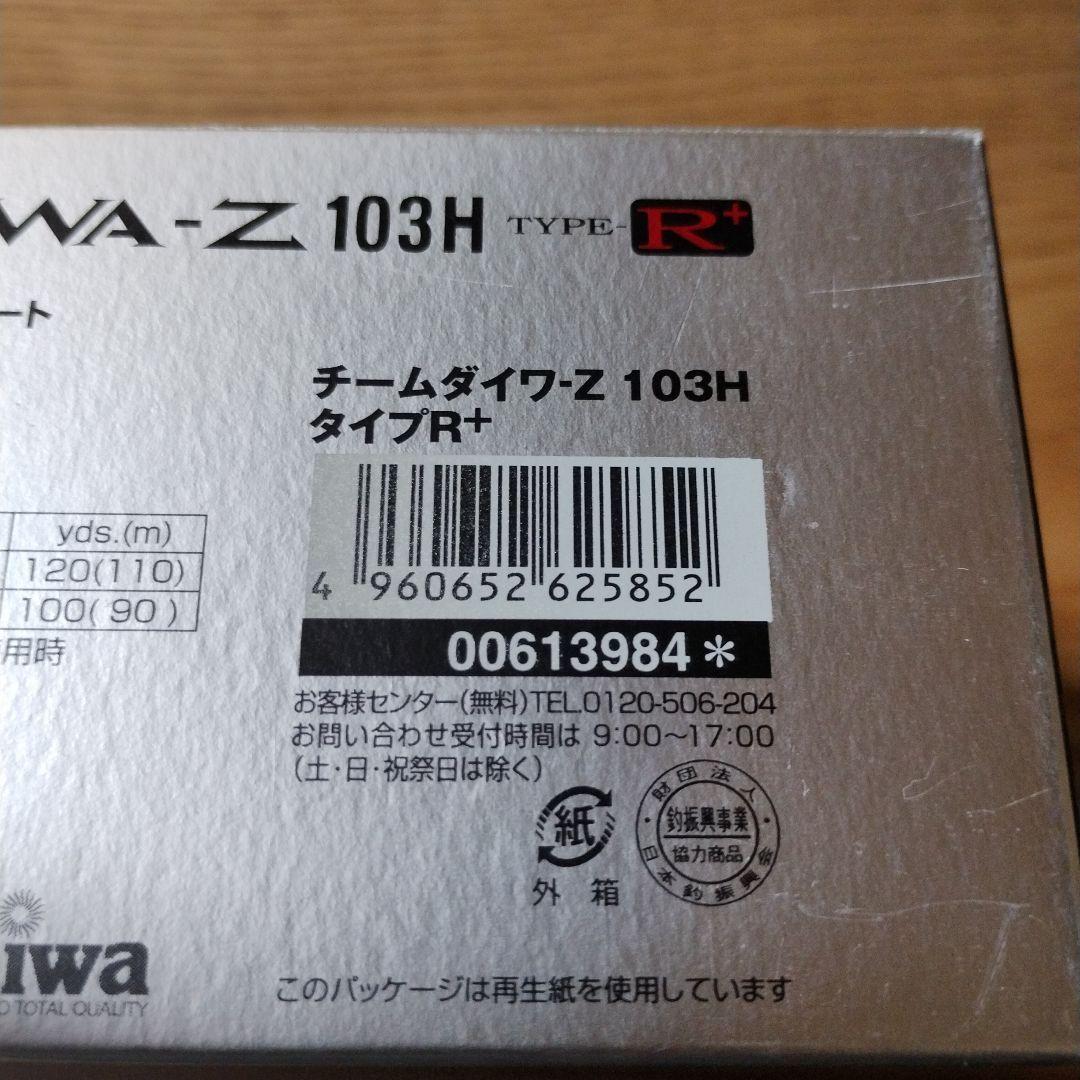 WA-Z 103H TYPE-R+
ート
チームダイワ-Z 103H
タイプR+
yds.(m)
120(110)
100(90)
用時
4 960652 625852
00613984*
お客様センター(無料)TEL.0120-506-204
お問い合わせ受付時間は 9:00~17:00
(土・日・祝祭日は除く)
紙
外箱
財団法人
釣振興事業
協力商品
日本釣振興会
iwa
TOTAL QUALITY
このパッケージは再生紙を使用しています